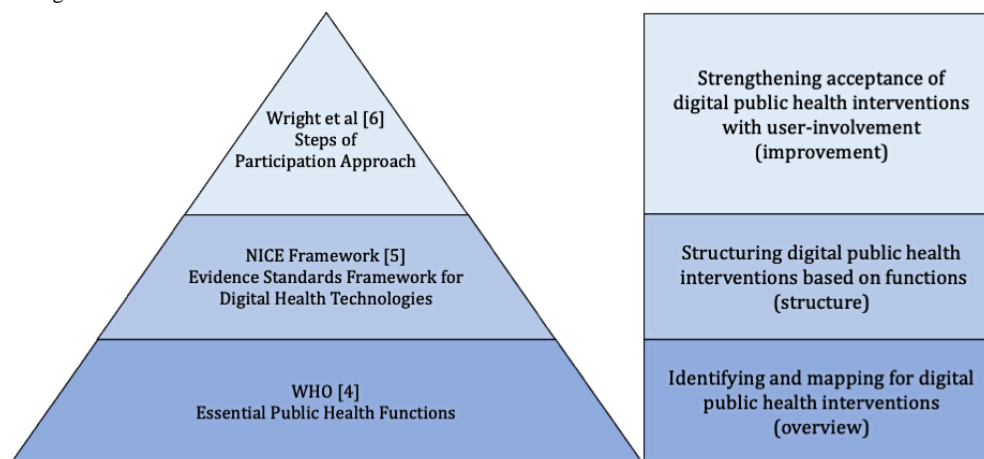 Wright et al [6]
Steps of
Participation Approach
Strengthening acceptance of
digital public health interventions
with user-involvement
(improvement)
NICE Framework [5]
Evidence Standards Framework for
Digital Health Technologies
Structuring digital public health
interventions based on functions
(structure)
WHO [4]
Essential Public Health Functions
Identifying and mapping for digital
public health interventions
(overview)